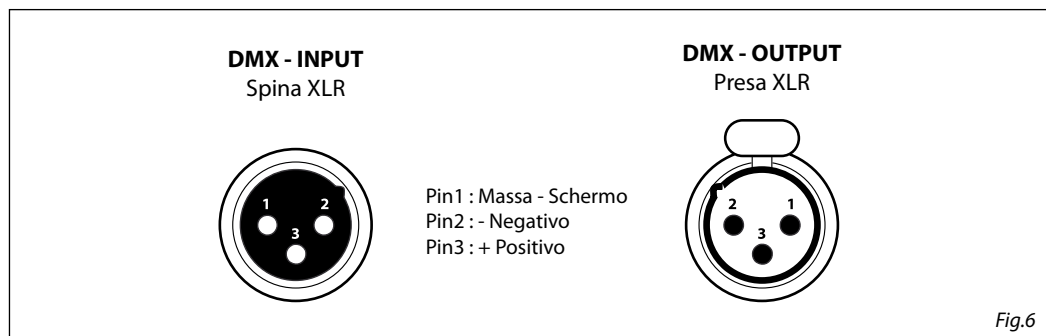 DMX - INPUT
Spina XLR
1
2
3
Pin1 : Massa - Schermo
Pin2 : - Negativo
Pin3 : + Positivo
DMX - OUTPUT
Presa XLR
2
1
3
Fig.6